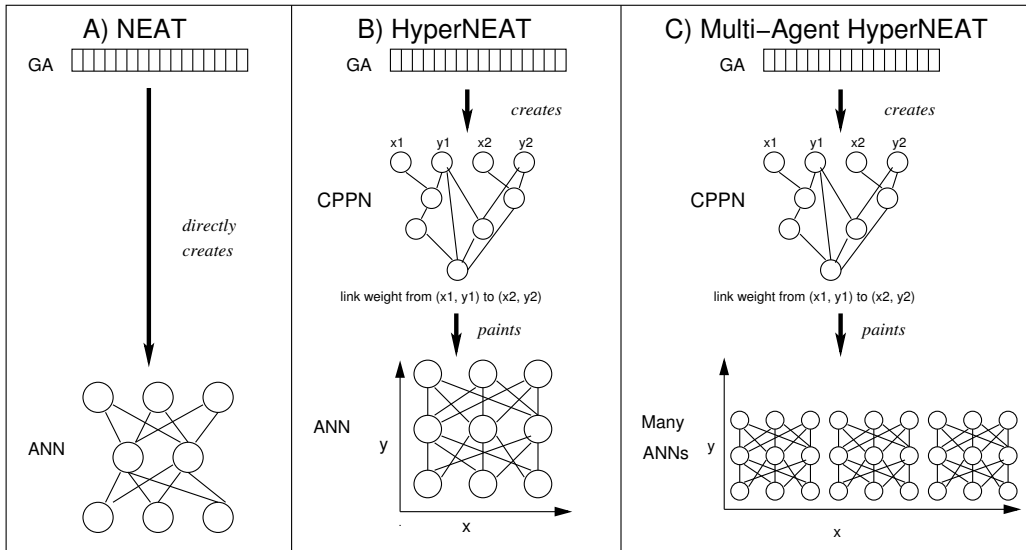 A) NEAT
GA
directly
creates
ANN
B) HyperNEAT
GA
creates
x1 y1 x2 y2
CPPN
link weight from (x1, y1) to (x2, y2)
paints
ANN
y
x
C) Multi−Agent HyperNEAT
GA
creates
x1 y1 x2 y2
CPPN
link weight from (x1, y1) to (x2, y2)
paints
Many
ANNs
y
x